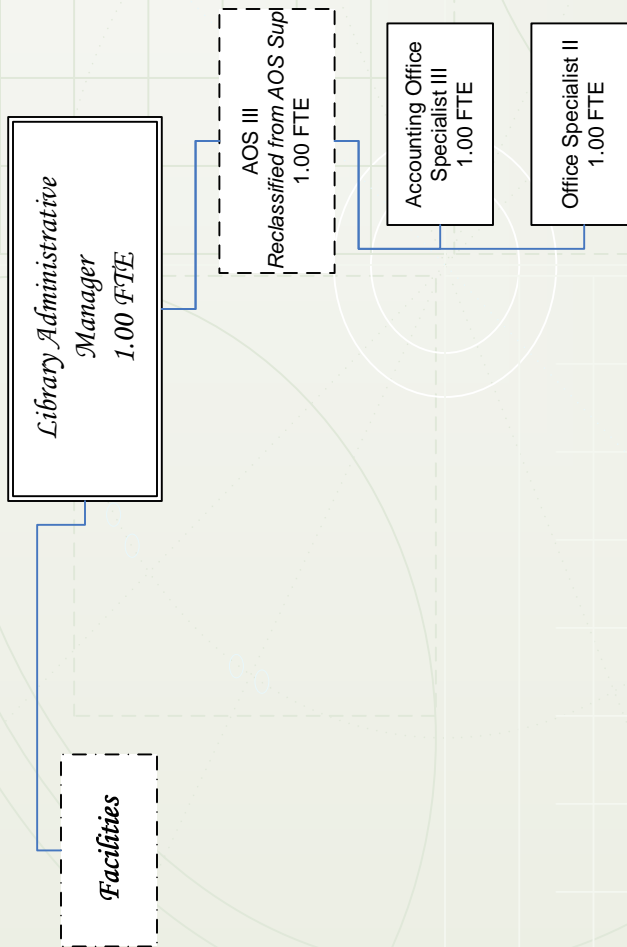 Library Administrative
Manager
1.00 FTE
AOS III
Reclassified from AOS Sup
1.00 FTE
Accounting Office
Specialist III
1.00 FTE
Office Specialist II
1.00 FTE
Facilities